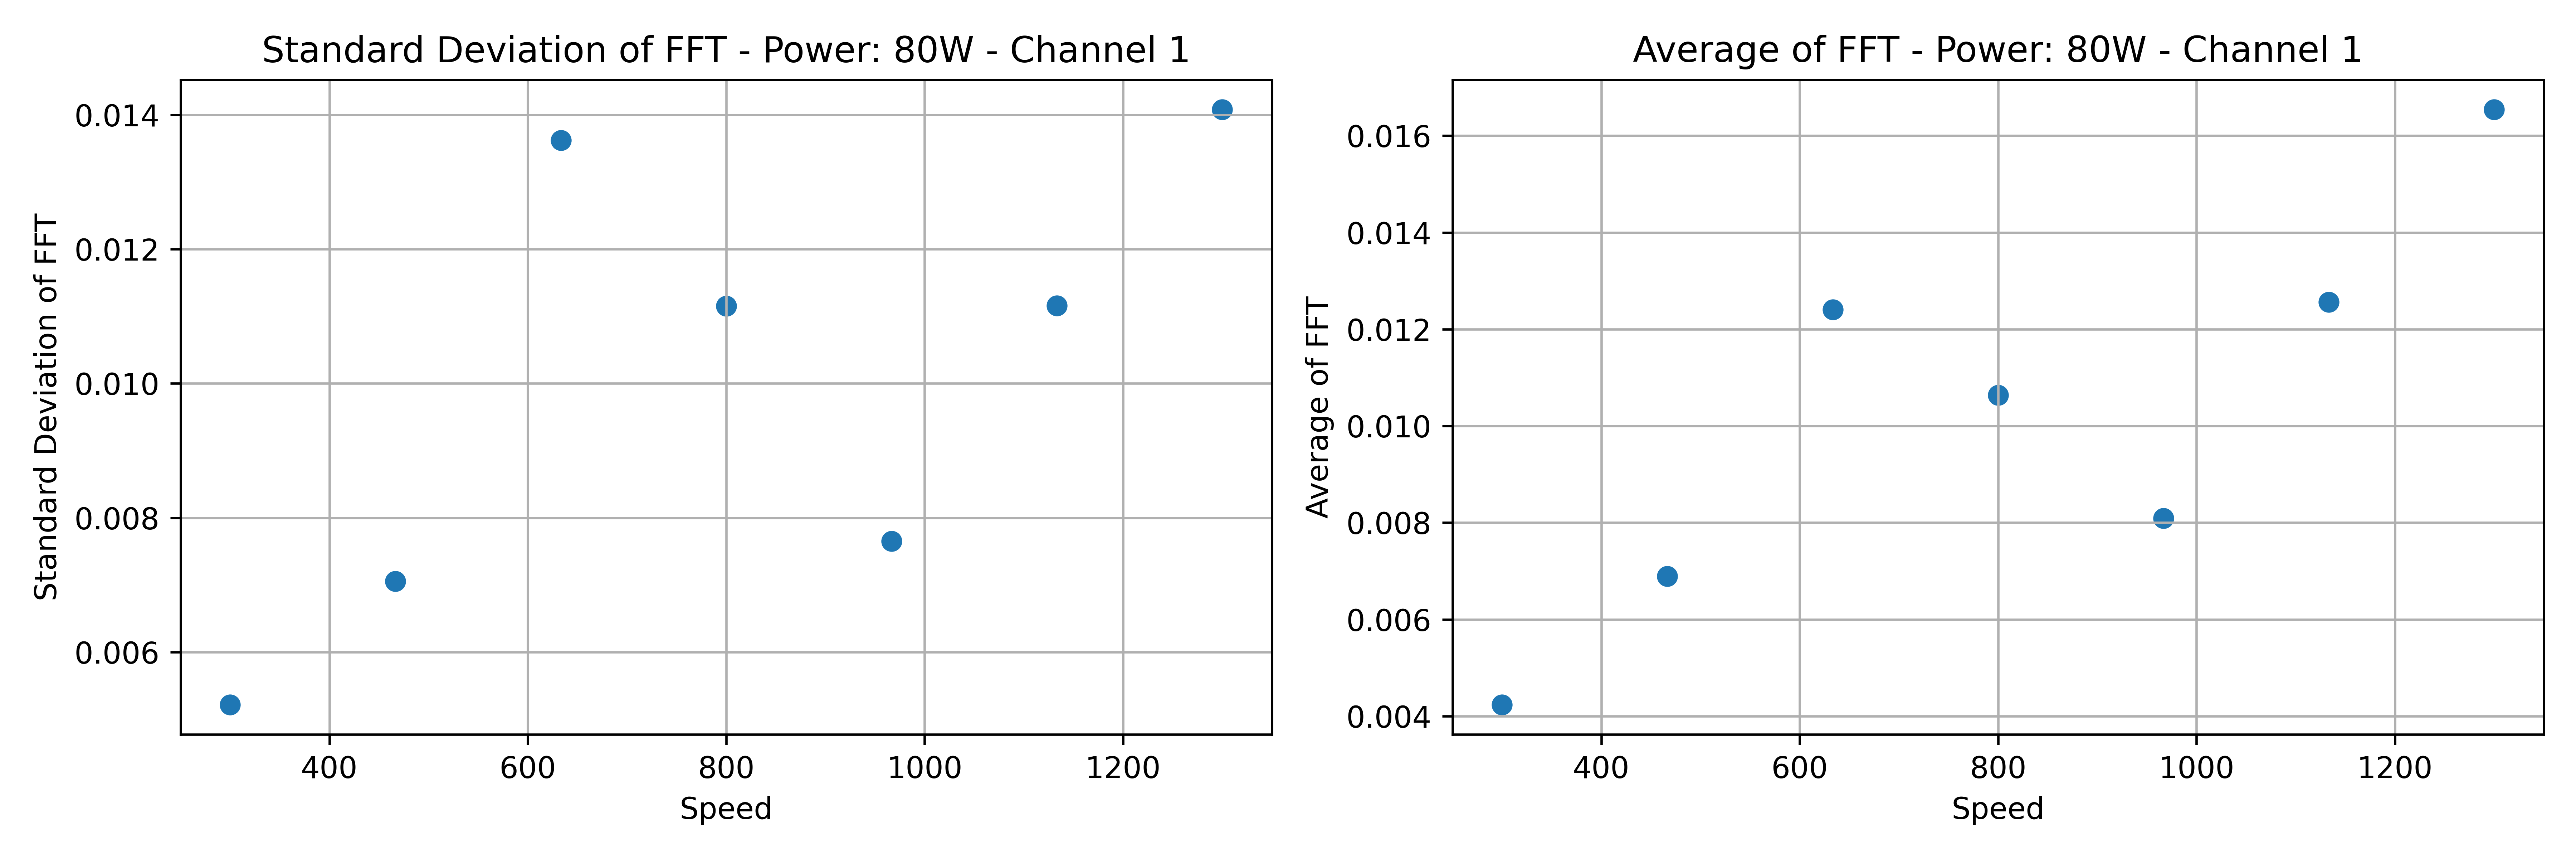 Standard Deviation of FFT - Power: 80W - Channel 1
Standard Deviation of FFT
0.014
0.012
0.010
0.008
0.006
400 600 800 1000 1200
Speed
Average of FFT - Power: 80W - Channel 1
Average of FFT
0.016
0.014
0.012
0.010
0.008
0.006
0.004
400 600 800 1000 1200
Speed